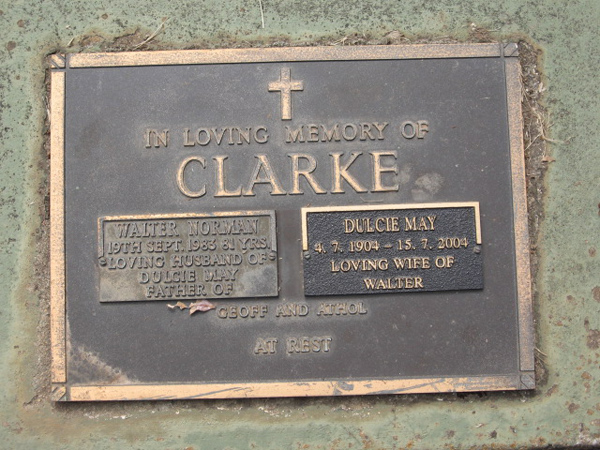 IN LOVING MEMORY OF
CLARKE
WALTER NORMAN
19TH SEPT. 1983 81 YRS.
LOVING HUSBAND OF
DULCIE MAY
FATHER OF
GEOFF AND ATHOL
DULCIE MAY
4. 7. 1904 - 15. 7. 2004
LOVING WIFE OF
WALTER
AT REST